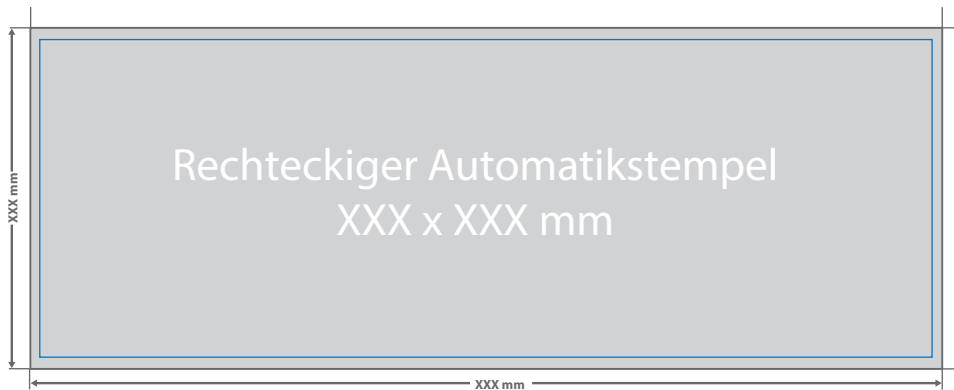 Rechteckiger Automatikstempel
XXX x XXX mm
XXX mm
XXX mm